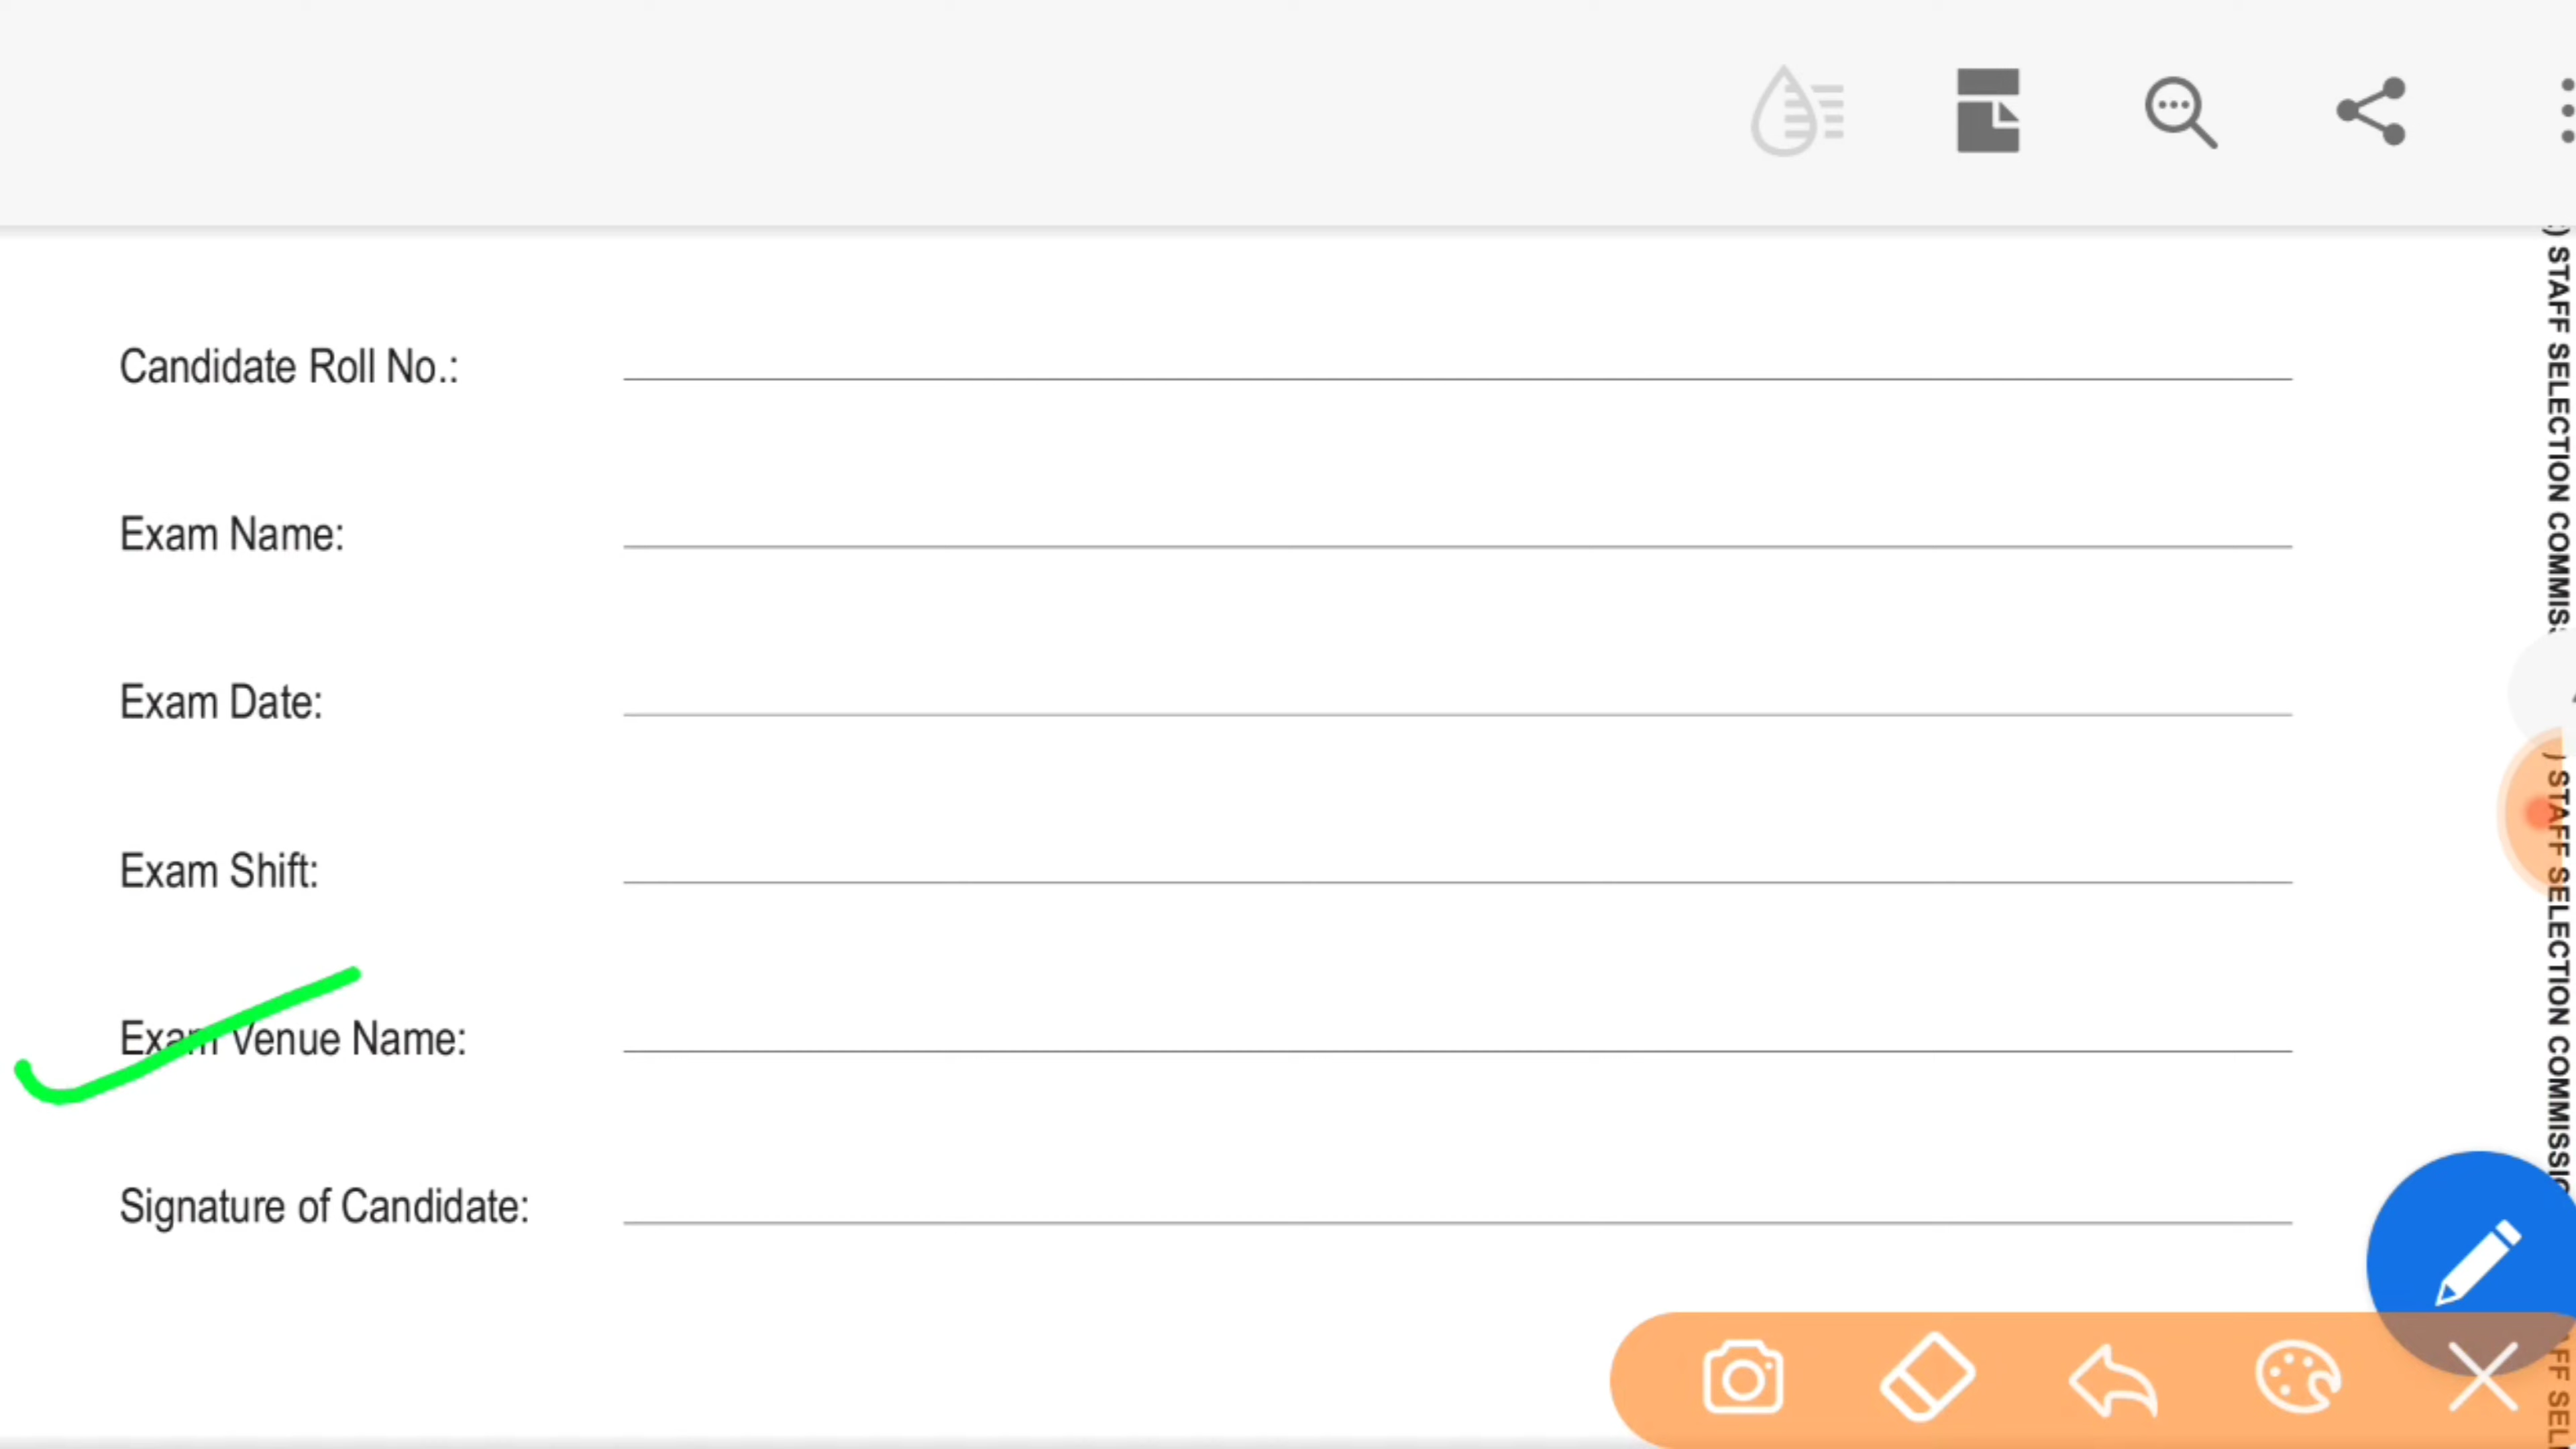 Candidate Roll No.:
Exam Name:
Exam Date:
Exam Shift:
Exam Venue Name:
Signature of Candidate:
) STAFF SELECTION COMMIS
) STAFF SELECTION COMMISSIO